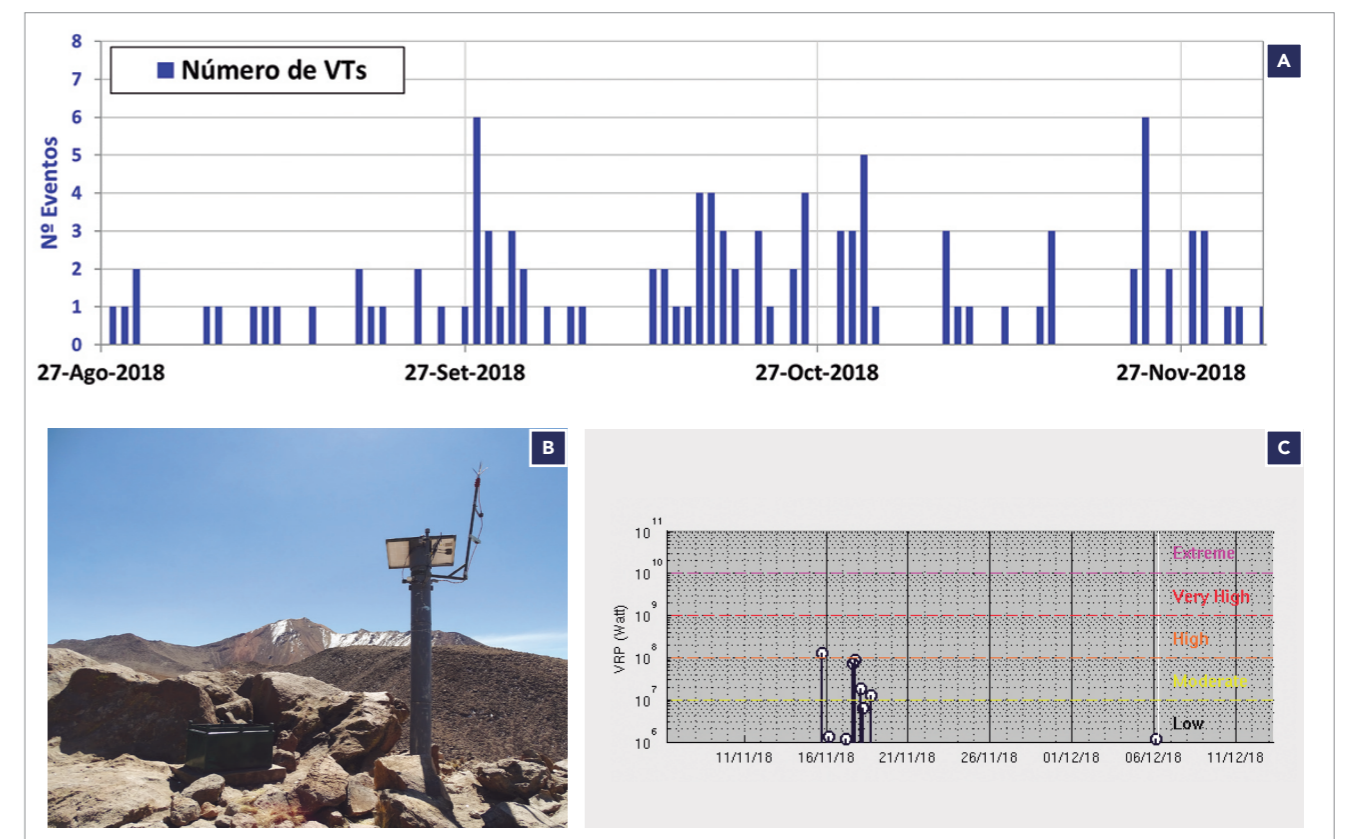 A
Número de VTs
Nº Eventos
8
7
6
5
4
3
2
1
0
27-Ago-2018
27-Set-2018
27-Oct-2018
27-Nov-2018
B
C
VRP (Watt)
10 11
10 10
10 9
10 8
10 7
10 6
Extreme
Very High
High
Moderate
Low
11/11/18
16/11/18
21/11/18
26/11/18
01/12/18
06/12/18
11/12/18